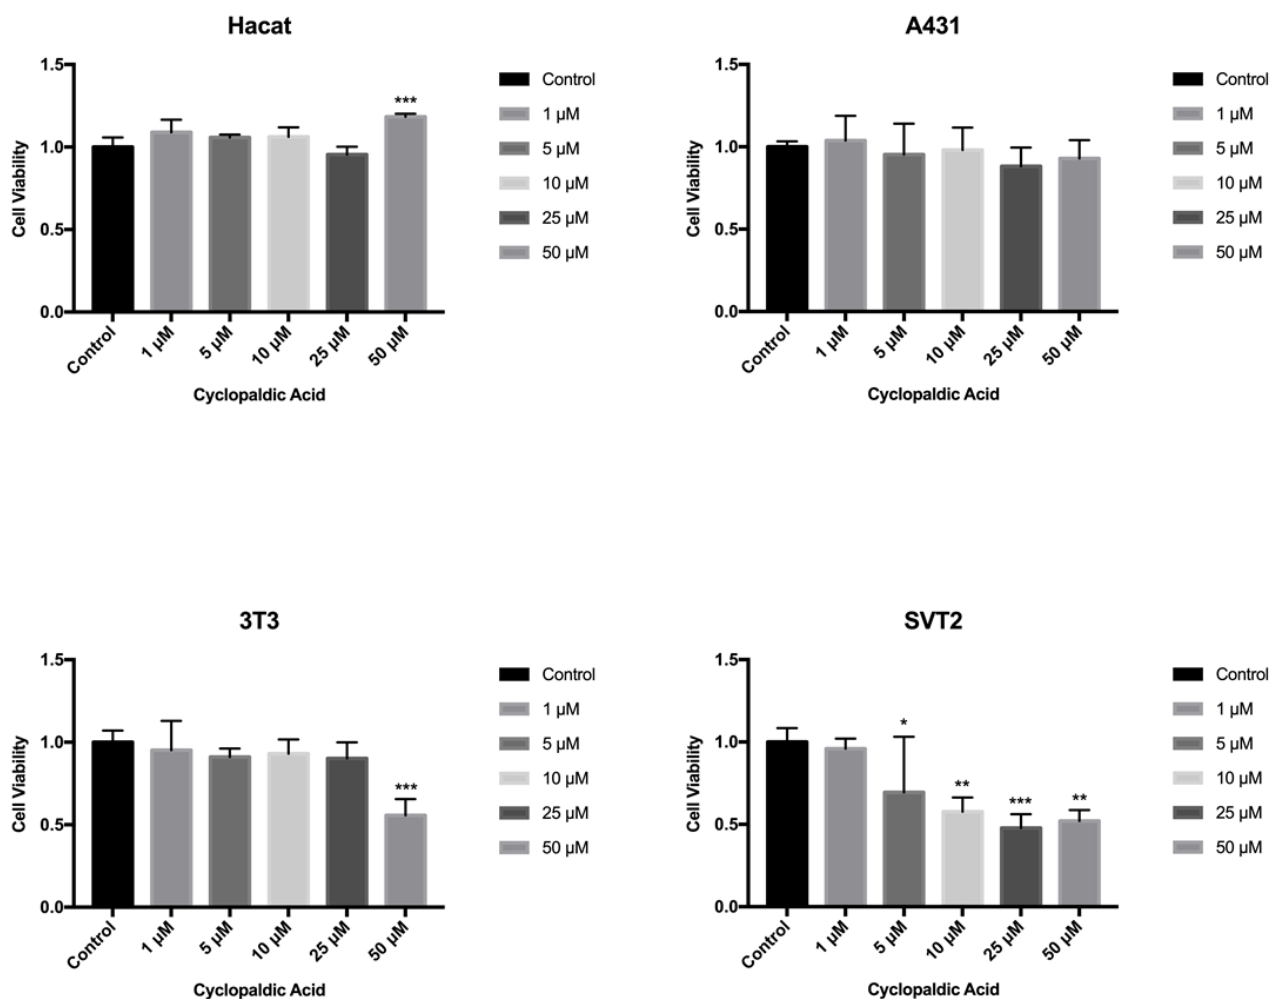 Hacat
1.5
1.0
0.5
0.0
Cell Viability
***
Control
1 µM
5 µM
10 µM
25 µM
50 µM
Cyclopaldic Acid
Control
1 µM
5 µM
10 µM
25 µM
50 µM
A431
1.5
1.0
0.5
0.0
Cell Viability
Control
1 µM
5 µM
10 µM
25 µM
50 µM
Cyclopaldic Acid
Control
1 µM
5 µM
10 µM
25 µM
50 µM
3T3
1.5
1.0
0.5
0.0
Cell Viability
***
Control
1 µM
5 µM
10 µM
25 µM
50 µM
Cyclopaldic Acid
Control
1 µM
5 µM
10 µM
25 µM
50 µM
SVT2
1.5
1.0
0.5
0.0
Cell Viability
*
**
***
**
Control
1 µM
5 µM
10 µM
25 µM
50 µM
Cyclopaldic Acid
Control
1 µM
5 µM
10 µM
25 µM
50 µM